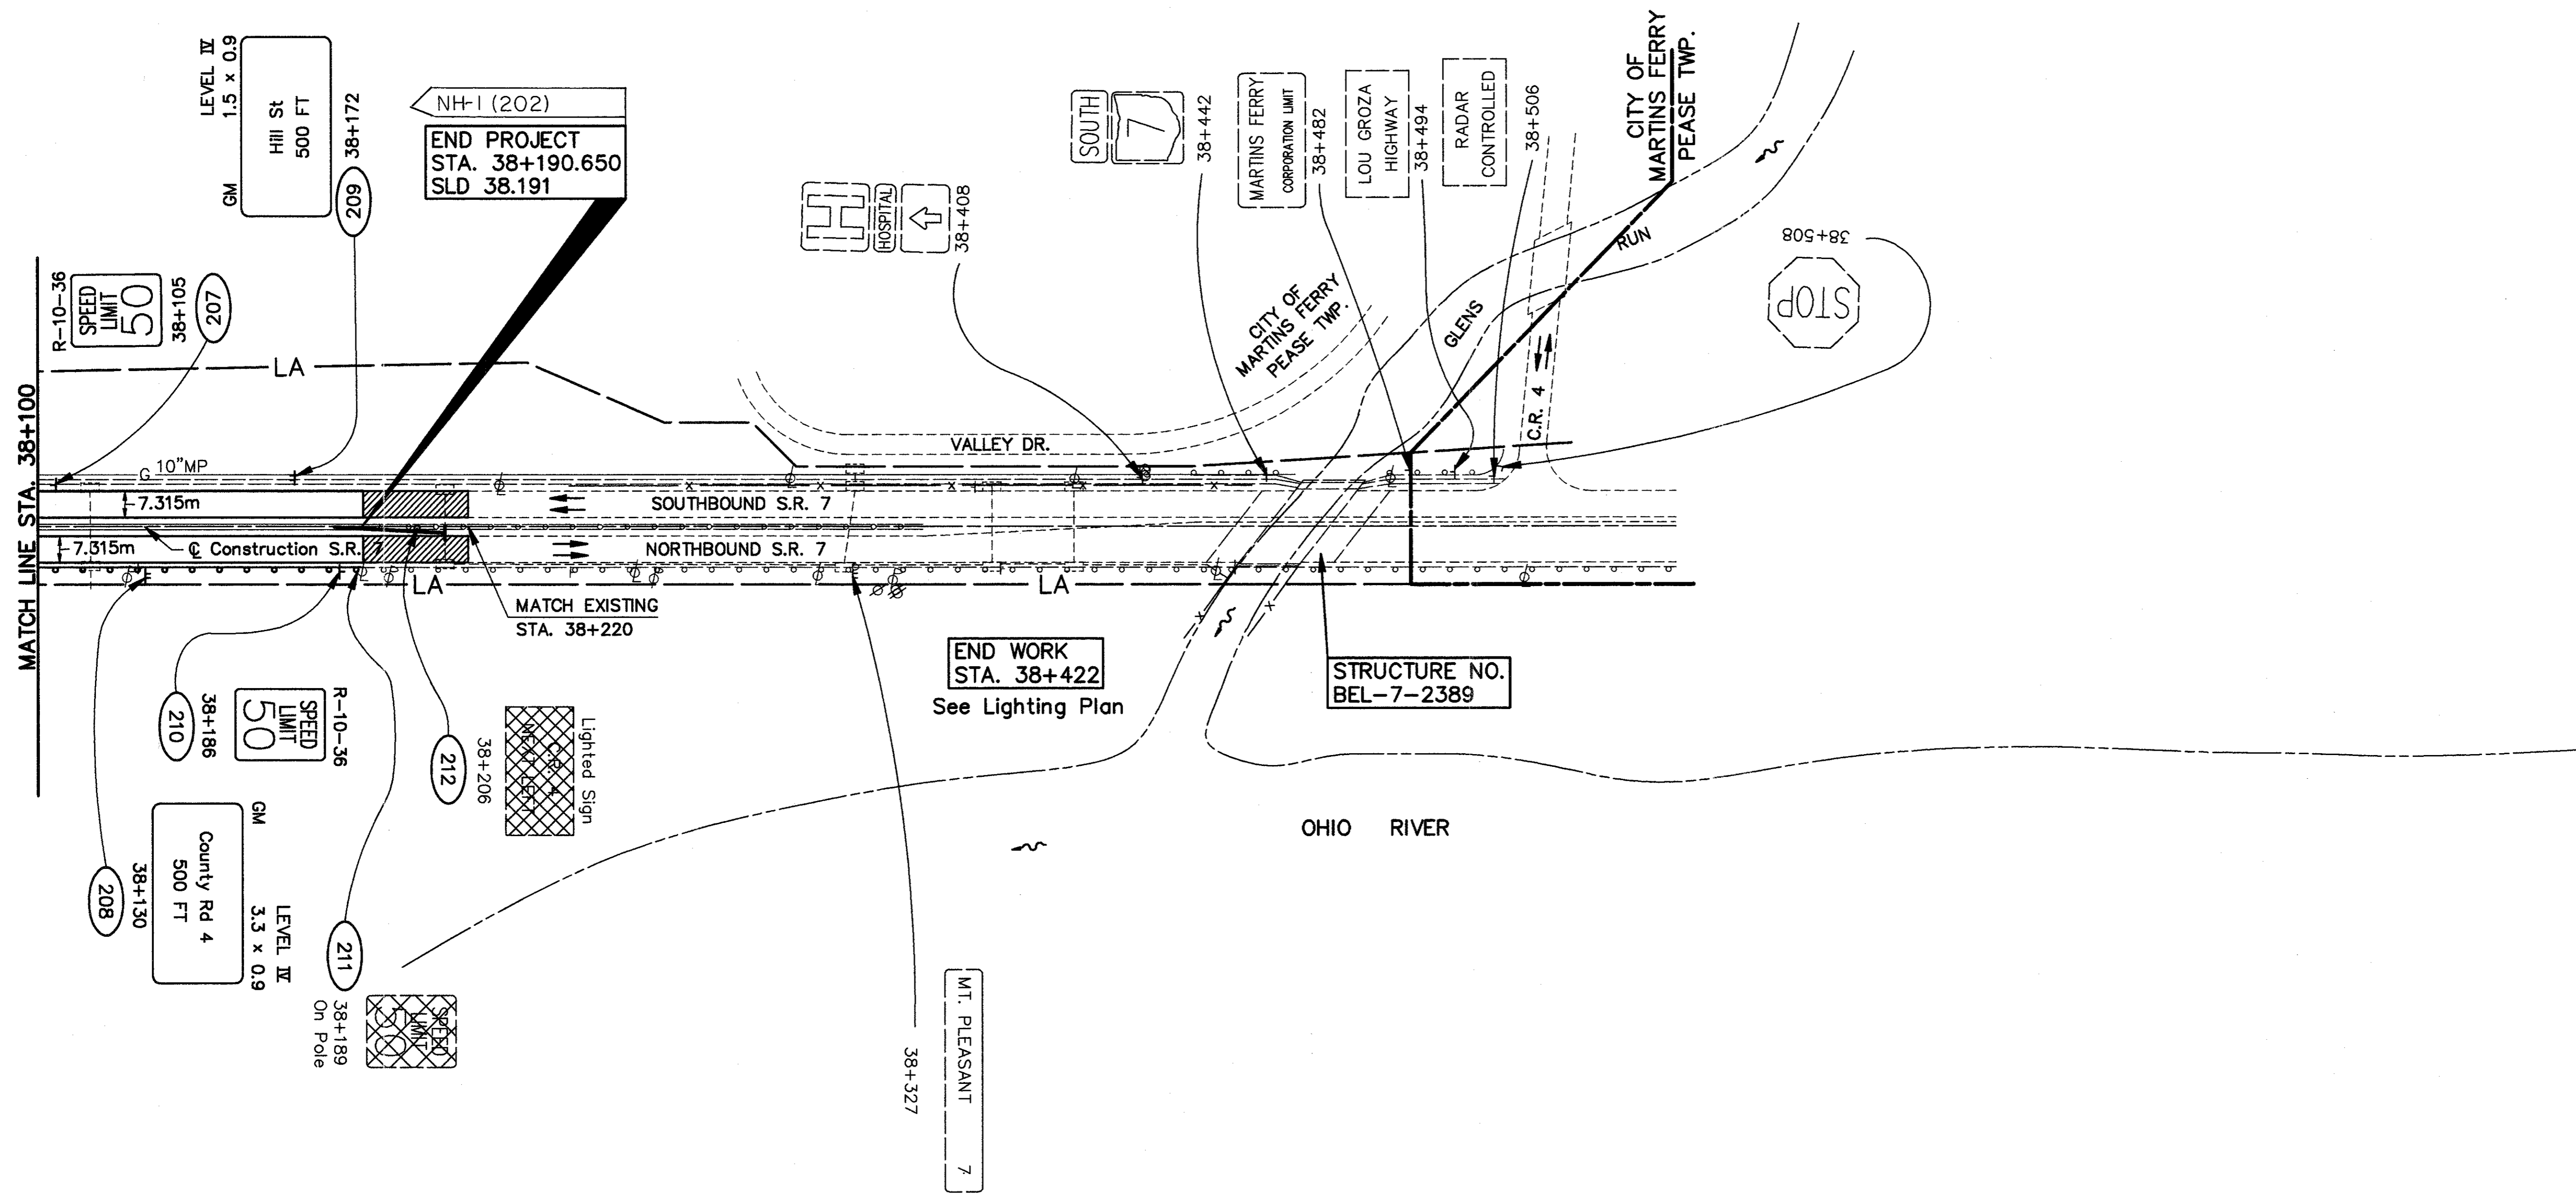 MATCH LINE STA. 38+100
LEVEL IV
1.5 x 0.9
GM
Hill St
500 FT
38+172
209
R-10-36
SPEED
LIMIT
50
38+105
207
NH-1 (202)
END PROJECT
STA. 38+190.650
SLD 38.191
H
HOSPITAL
38+408
SOUTH
7
38+442
MARTINS FERRY
CORPORATION LIMIT
38+482
LOU GROZA
HIGHWAY
38+494
RADAR
CONTROLLED
38+506
CITY OF
MARTINS FERRY
PEASE TWP.
38+508
STOP
RUN
GLENS
CITY OF
MARTINS FERRY
PEASE TWP.
C.R. 4
LA
VALLEY DR.
G 10"MP
7.315m
SOUTHBOUND S.R. 7
7.315m
℄ Construction S.R. 7
NORTHBOUND S.R. 7
LA
LA
MATCH EXISTING
STA. 38+220
END WORK
STA. 38+422
See Lighting Plan
STRUCTURE NO.
BEL-7-2389
210
38+186
R-10-36
SPEED
LIMIT
50
212
38+206
Lighted Sign
C.R. 4
NEXT LEFT
208
38+130
County Rd 4
500 FT
GM
LEVEL IV
3.3 x 0.9
211
38+189
On Pole
SPEED
LIMIT
50
38+327
MT. PLEASANT 7
OHIO RIVER